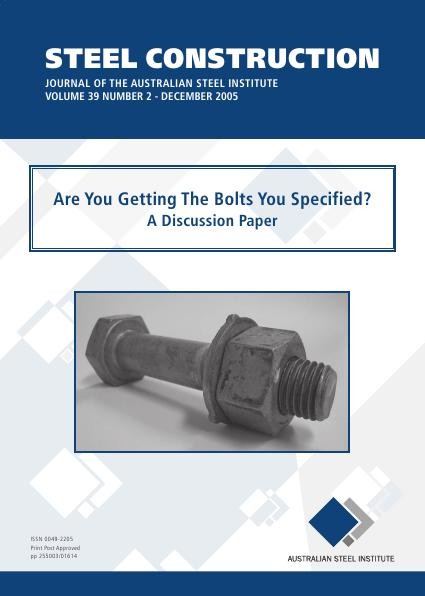 STEEL CONSTRUCTION
JOURNAL OF THE AUSTRALIAN STEEL INSTITUTE
VOLUME 39 NUMBER 2 - DECEMBER 2005
Are You Getting The Bolts You Specified?
A Discussion Paper
ISSN 0049-2205
Print Post Approved
pp 255003/01614
AUSTRALIAN STEEL INSTITUTE